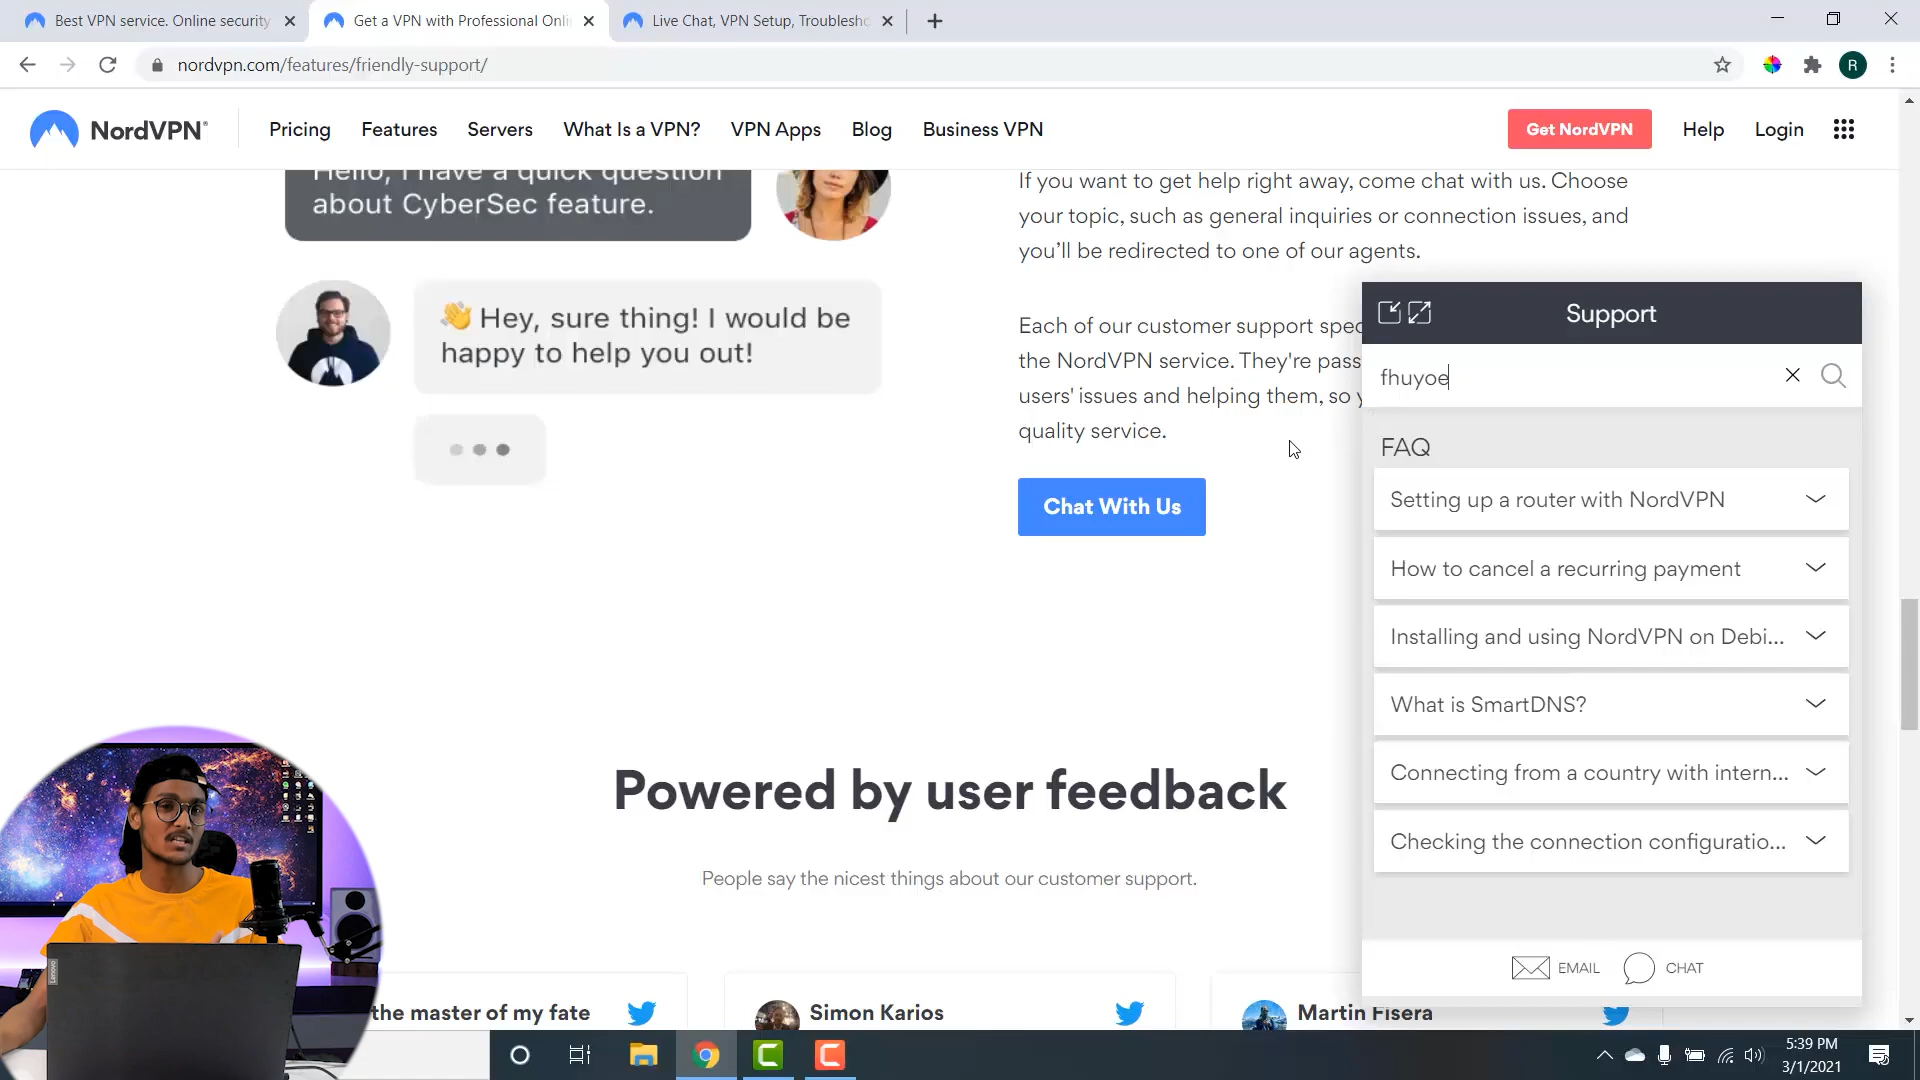 Best VPN service. Online security
Get a VPN with Professional Onli
Live Chat, VPN Setup, Troublesho
nordvpn.com/features/friendly-support/
R
NordVPN®
Pricing
Features
Servers
What Is a VPN?
VPN Apps
Blog
Business VPN
Get NordVPN
Help
Login
Hello, I have a quick question
about CyberSec feature.
👋 Hey, sure thing! I would be
happy to help you out!
If you want to get help right away, come chat with us. Choose
your topic, such as general inquiries or connection issues, and
you’ll be redirected to one of our agents.
Each of our customer support spec
the NordVPN service. They're pass
users' issues and helping them, so y
quality service.
Chat With Us
Support
fhuyoe
FAQ
Setting up a router with NordVPN
How to cancel a recurring payment
Installing and using NordVPN on Debi...
What is SmartDNS?
Connecting from a country with intern...
Checking the connection configuratio...
EMAIL
CHAT
Powered by user feedback
People say the nicest things about our customer support.
the master of my fate
Simon Karios
Martin Fisera
Lenovo
5:39 PM
3/1/2021